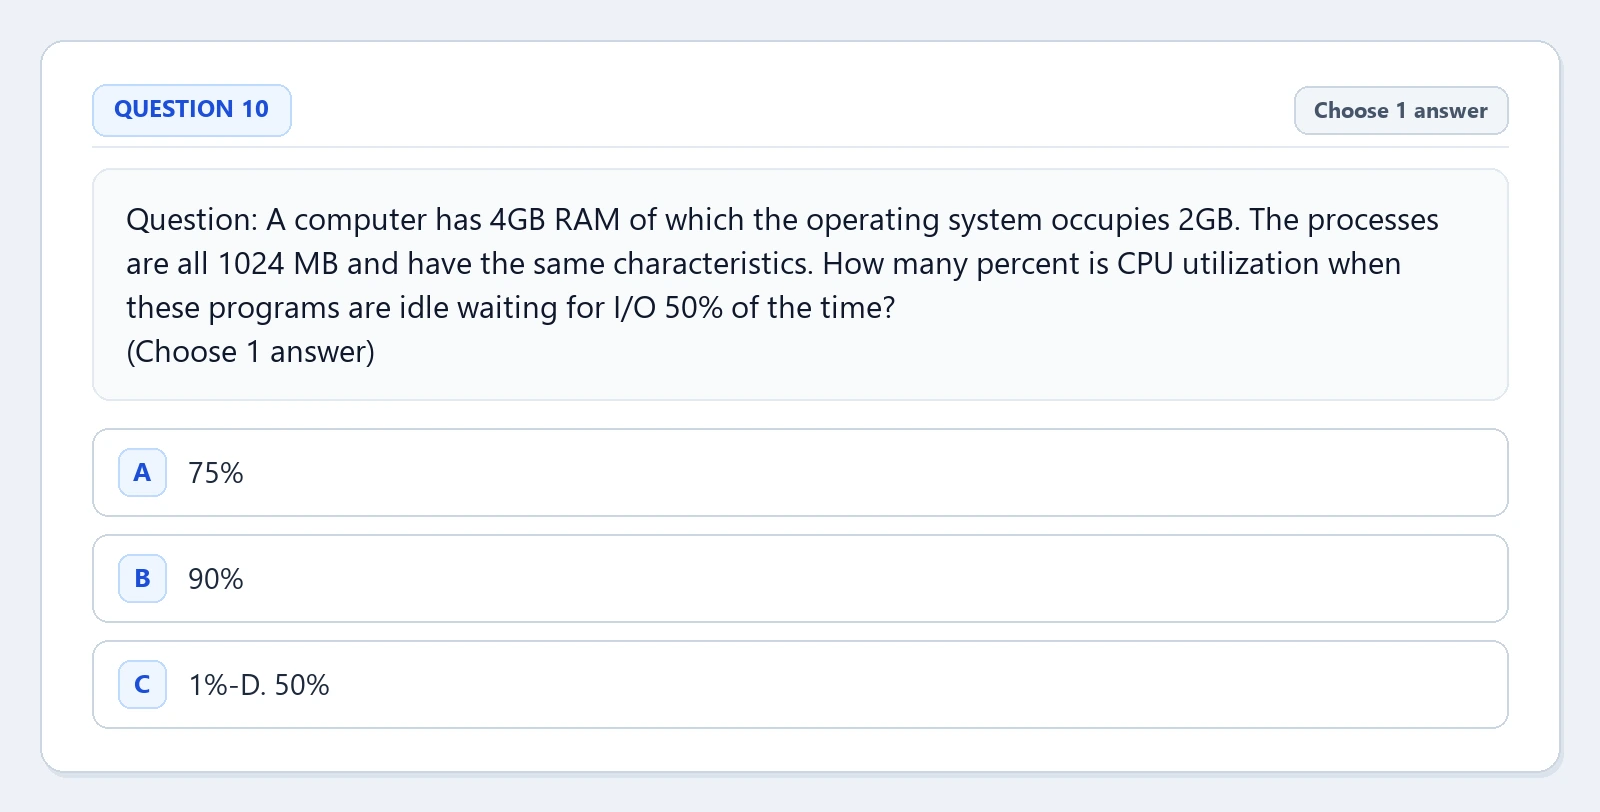 QUESTION 10
Choose 1 answer
Question: A computer has 4GB RAM of which the operating system occupies 2GB. The processes
are all 1024 MB and have the same characteristics. How many percent is CPU utilization when
these programs are idle waiting for I/O 50% of the time?
(Choose 1 answer)
A 75%
B 90%
C 1%-D. 50%